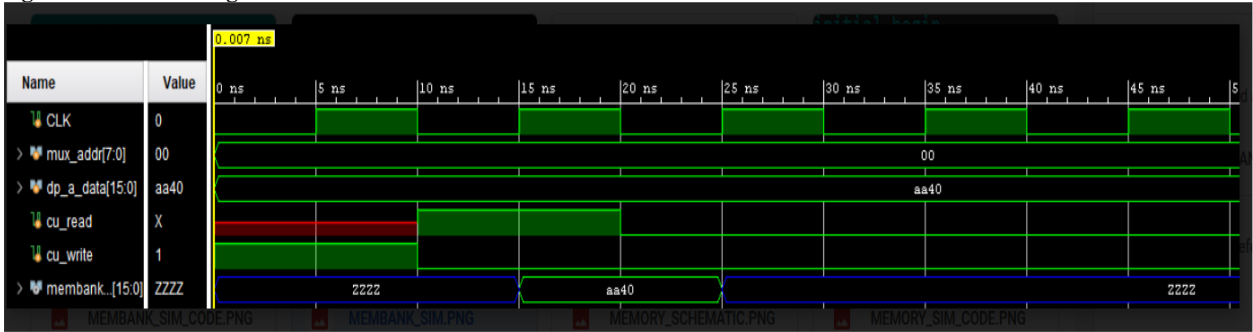 0.007 ns
Name Value 0 ns 5 ns 10 ns 15 ns 20 ns 25 ns 30 ns 35 ns 40 ns 45 ns 5
CLK 0
> mux_addr[7:0] 00 00
> dp_a_data[15:0] aa40 aa40
cu_read X
cu_write 1
> membank...[15:0] ZZZZ ZZZZ aa40 ZZZZ
MEMBANK_SIM_CODE.PNG MEMBANK_SIM.PNG MEMORY_SCHEMATIC.PNG MEMORY_SIM_CODE.PNG